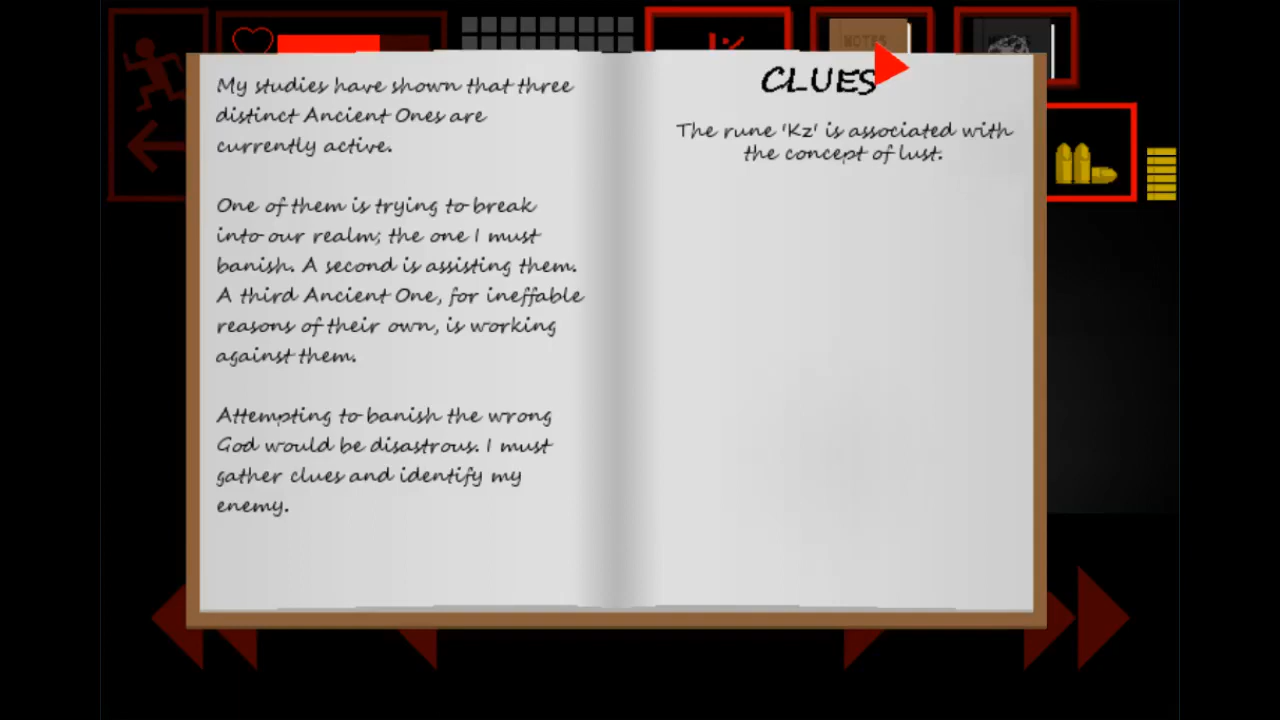 NOTES
My studies have shown that three
distinct Ancient Ones are
currently active.
One of them is trying to break
into our realm; the one I must
banish. A second is assisting them.
A third Ancient One, for ineffable
reasons of their own, is working
against them.
Attempting to banish the wrong
God would be disastrous. I must
gather clues and identify my
enemy.
CLUES
The rune 'Kz' is associated with
the concept of lust.